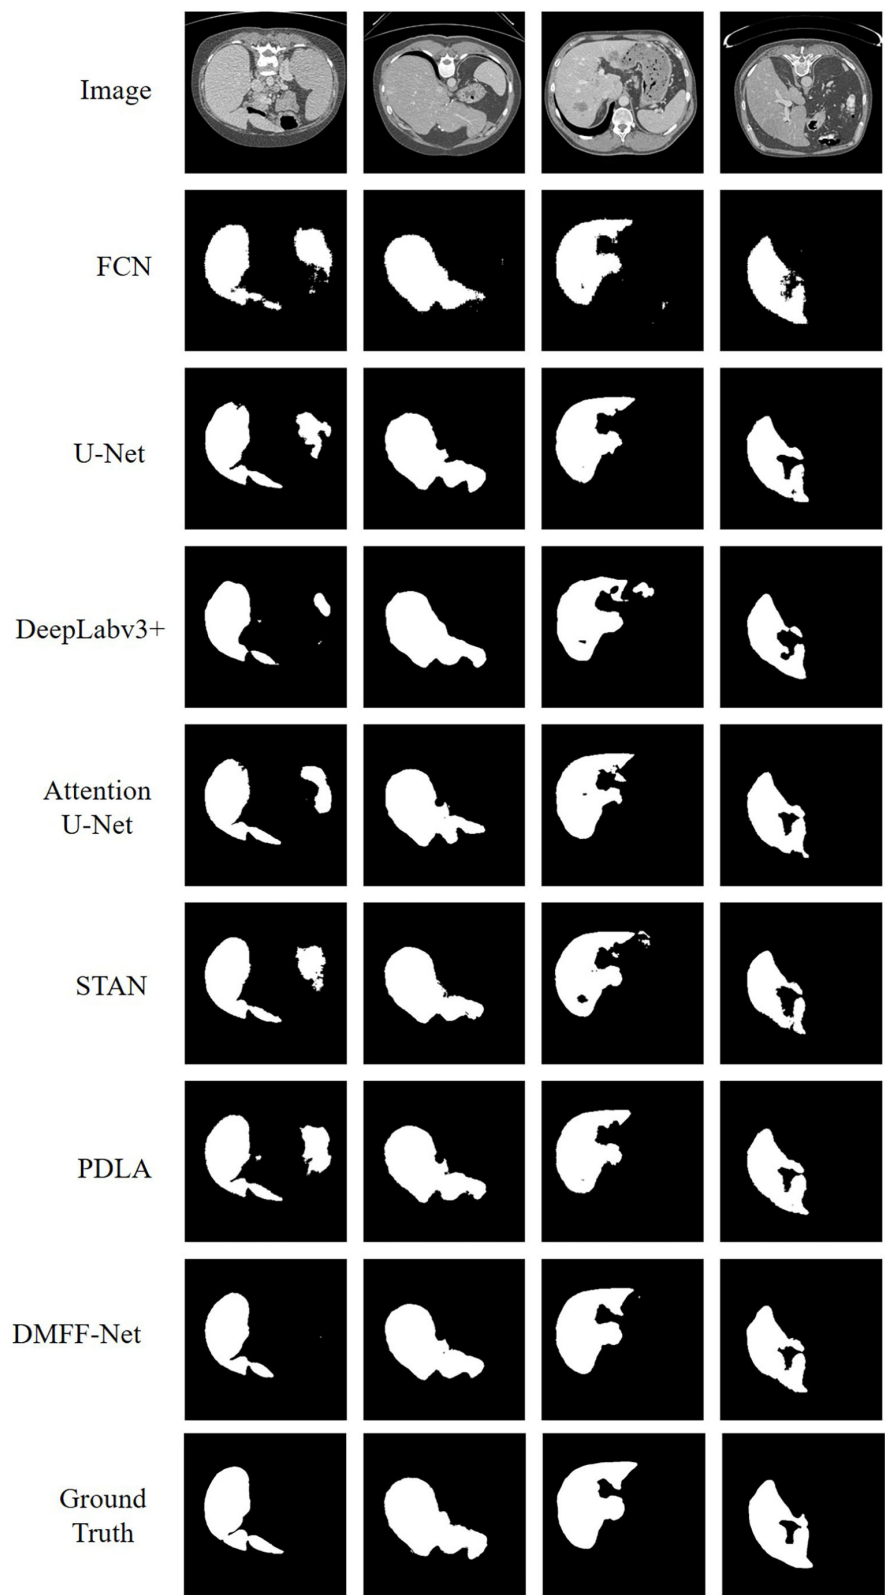 Image
FCN
U-Net
DeepLabv3+
Attention
U-Net
STAN
PDLA
DMFF-Net
Ground
Truth